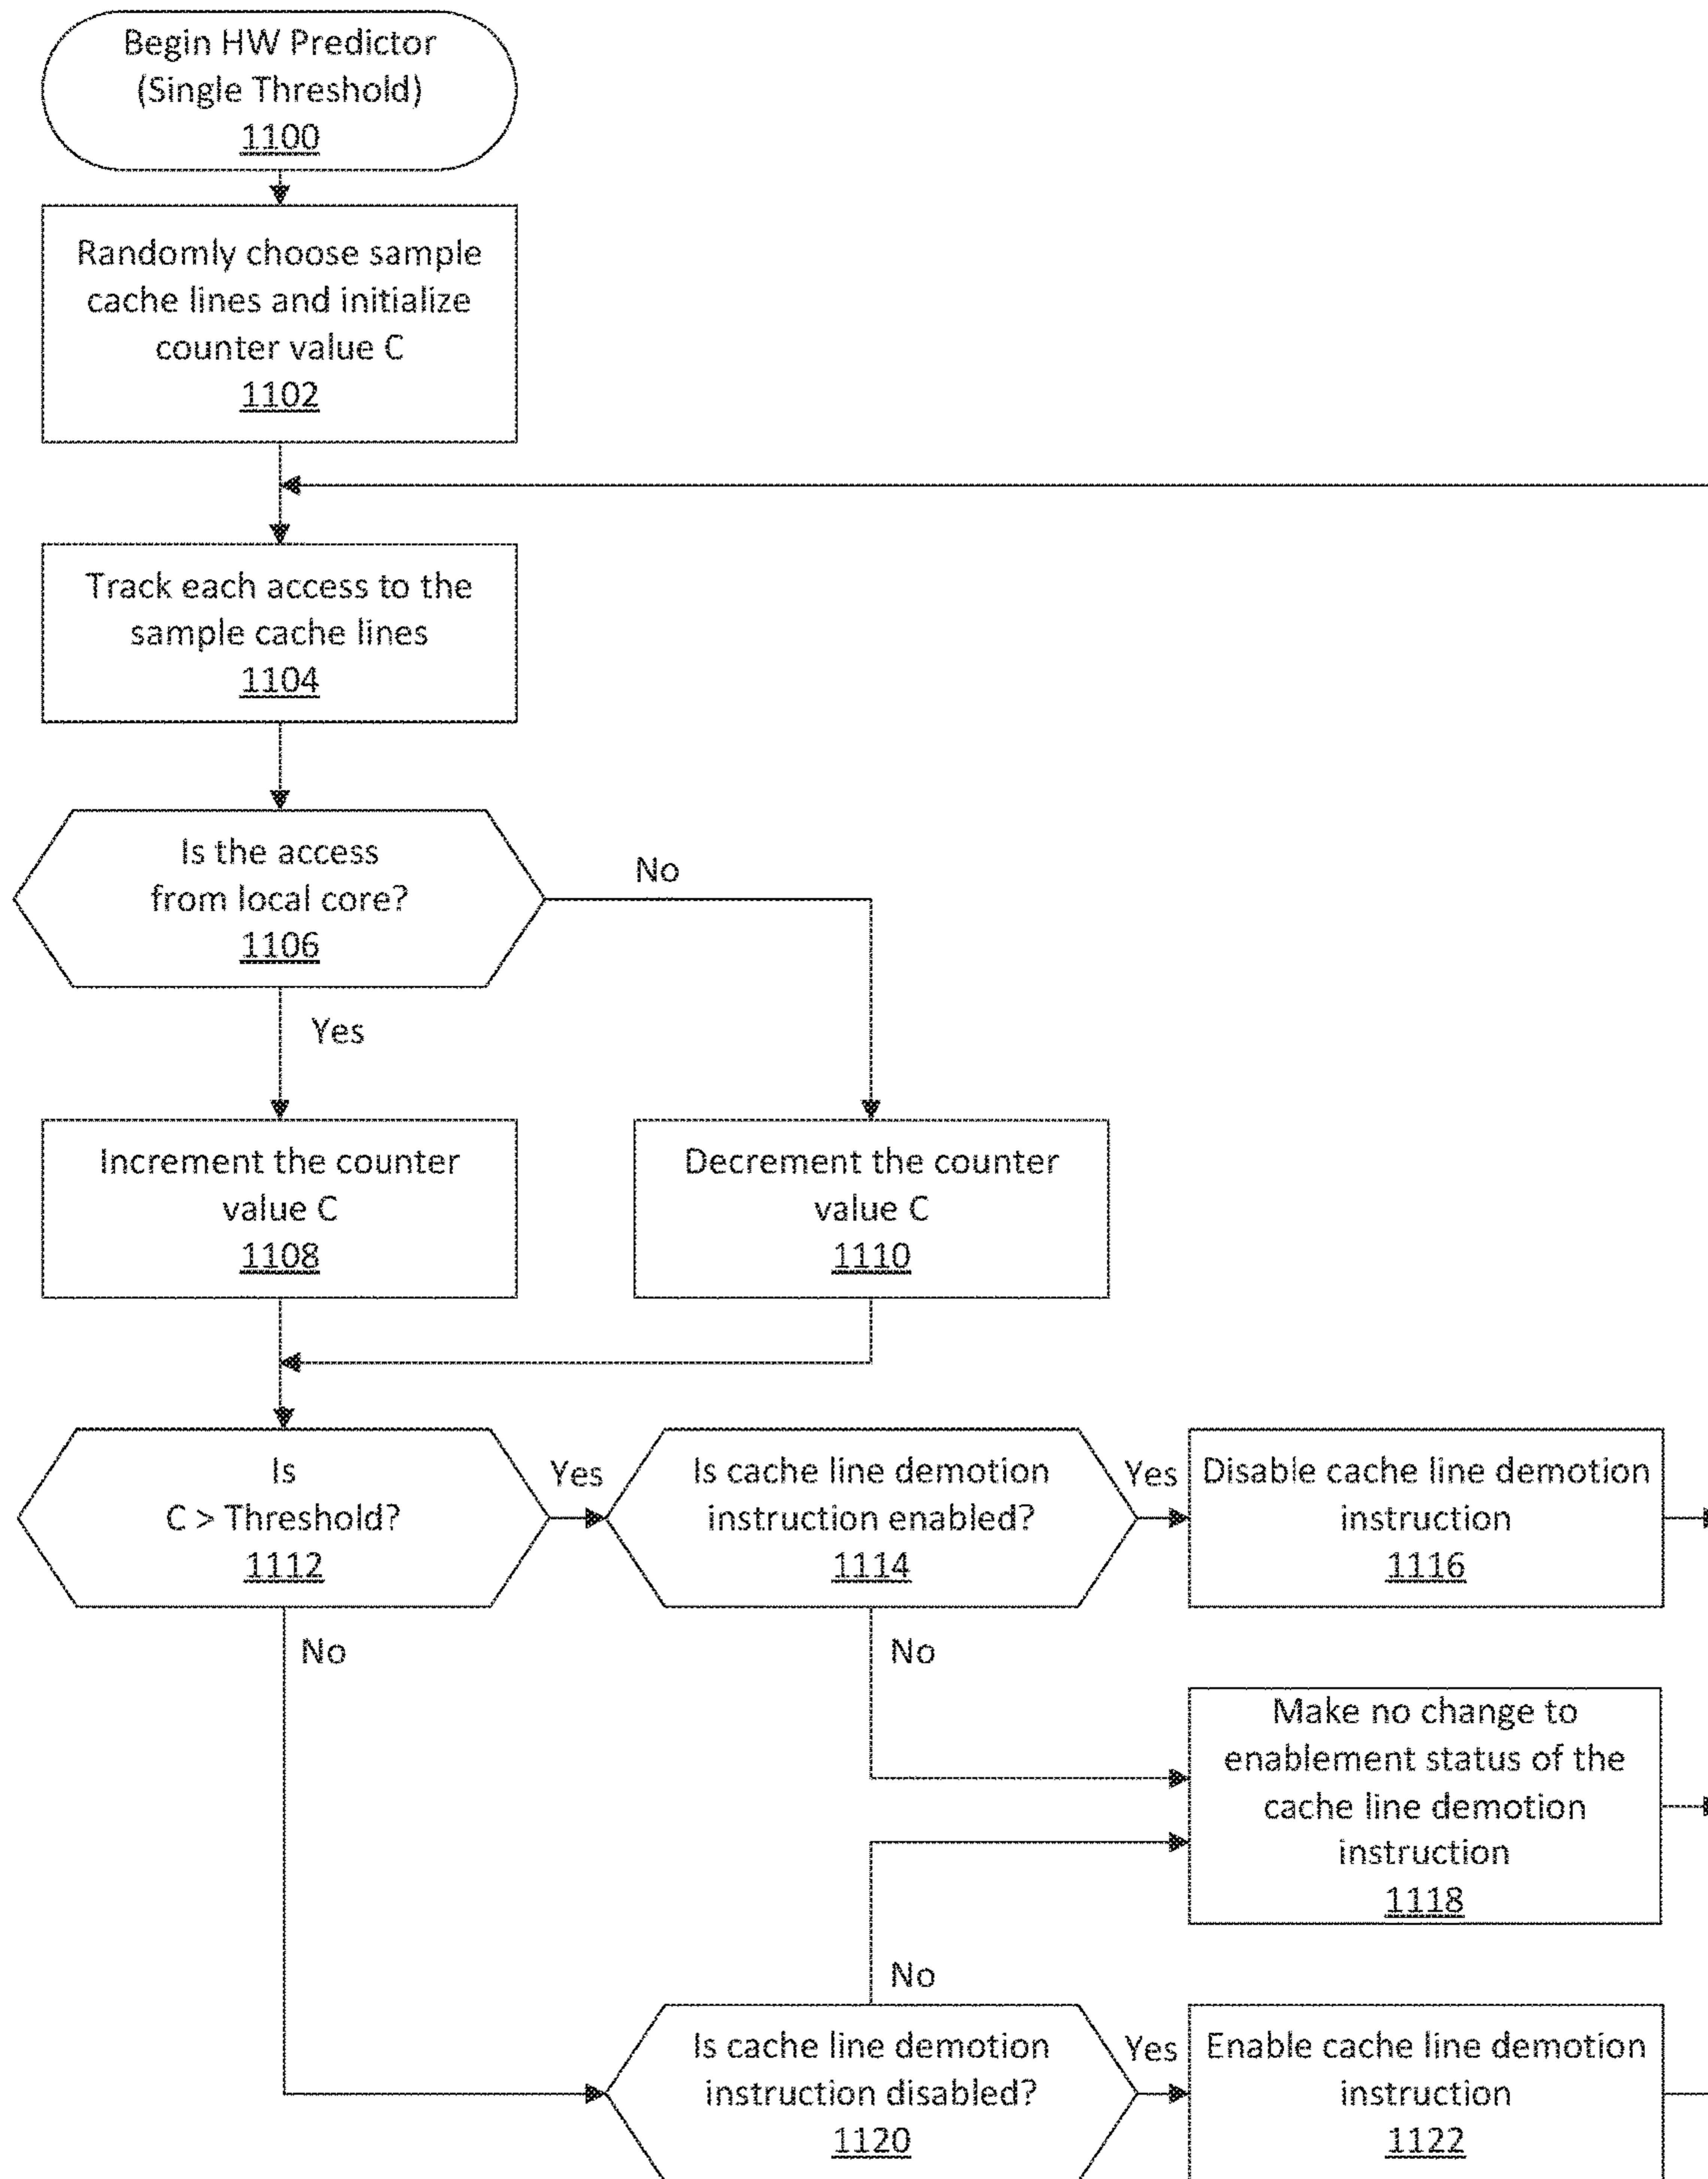 Begin HW Predictor
(Single Threshold)
1100
Randomly choose sample
cache lines and initialize
counter value C
1102
Track each access to the
sample cache lines
1104
Is the access
from local core?
1106
No
Yes
Increment the counter
value C
1108
Decrement the counter
value C
1110
Is
C > Threshold?
1112
Yes
Is cache line demotion
instruction enabled?
1114
Yes
Disable cache line demotion
instruction
1116
No
No
Make no change to
enablement status of the
cache line demotion
instruction
1118
No
Is cache line demotion
instruction disabled?
1120
Yes
Enable cache line demotion
instruction
1122